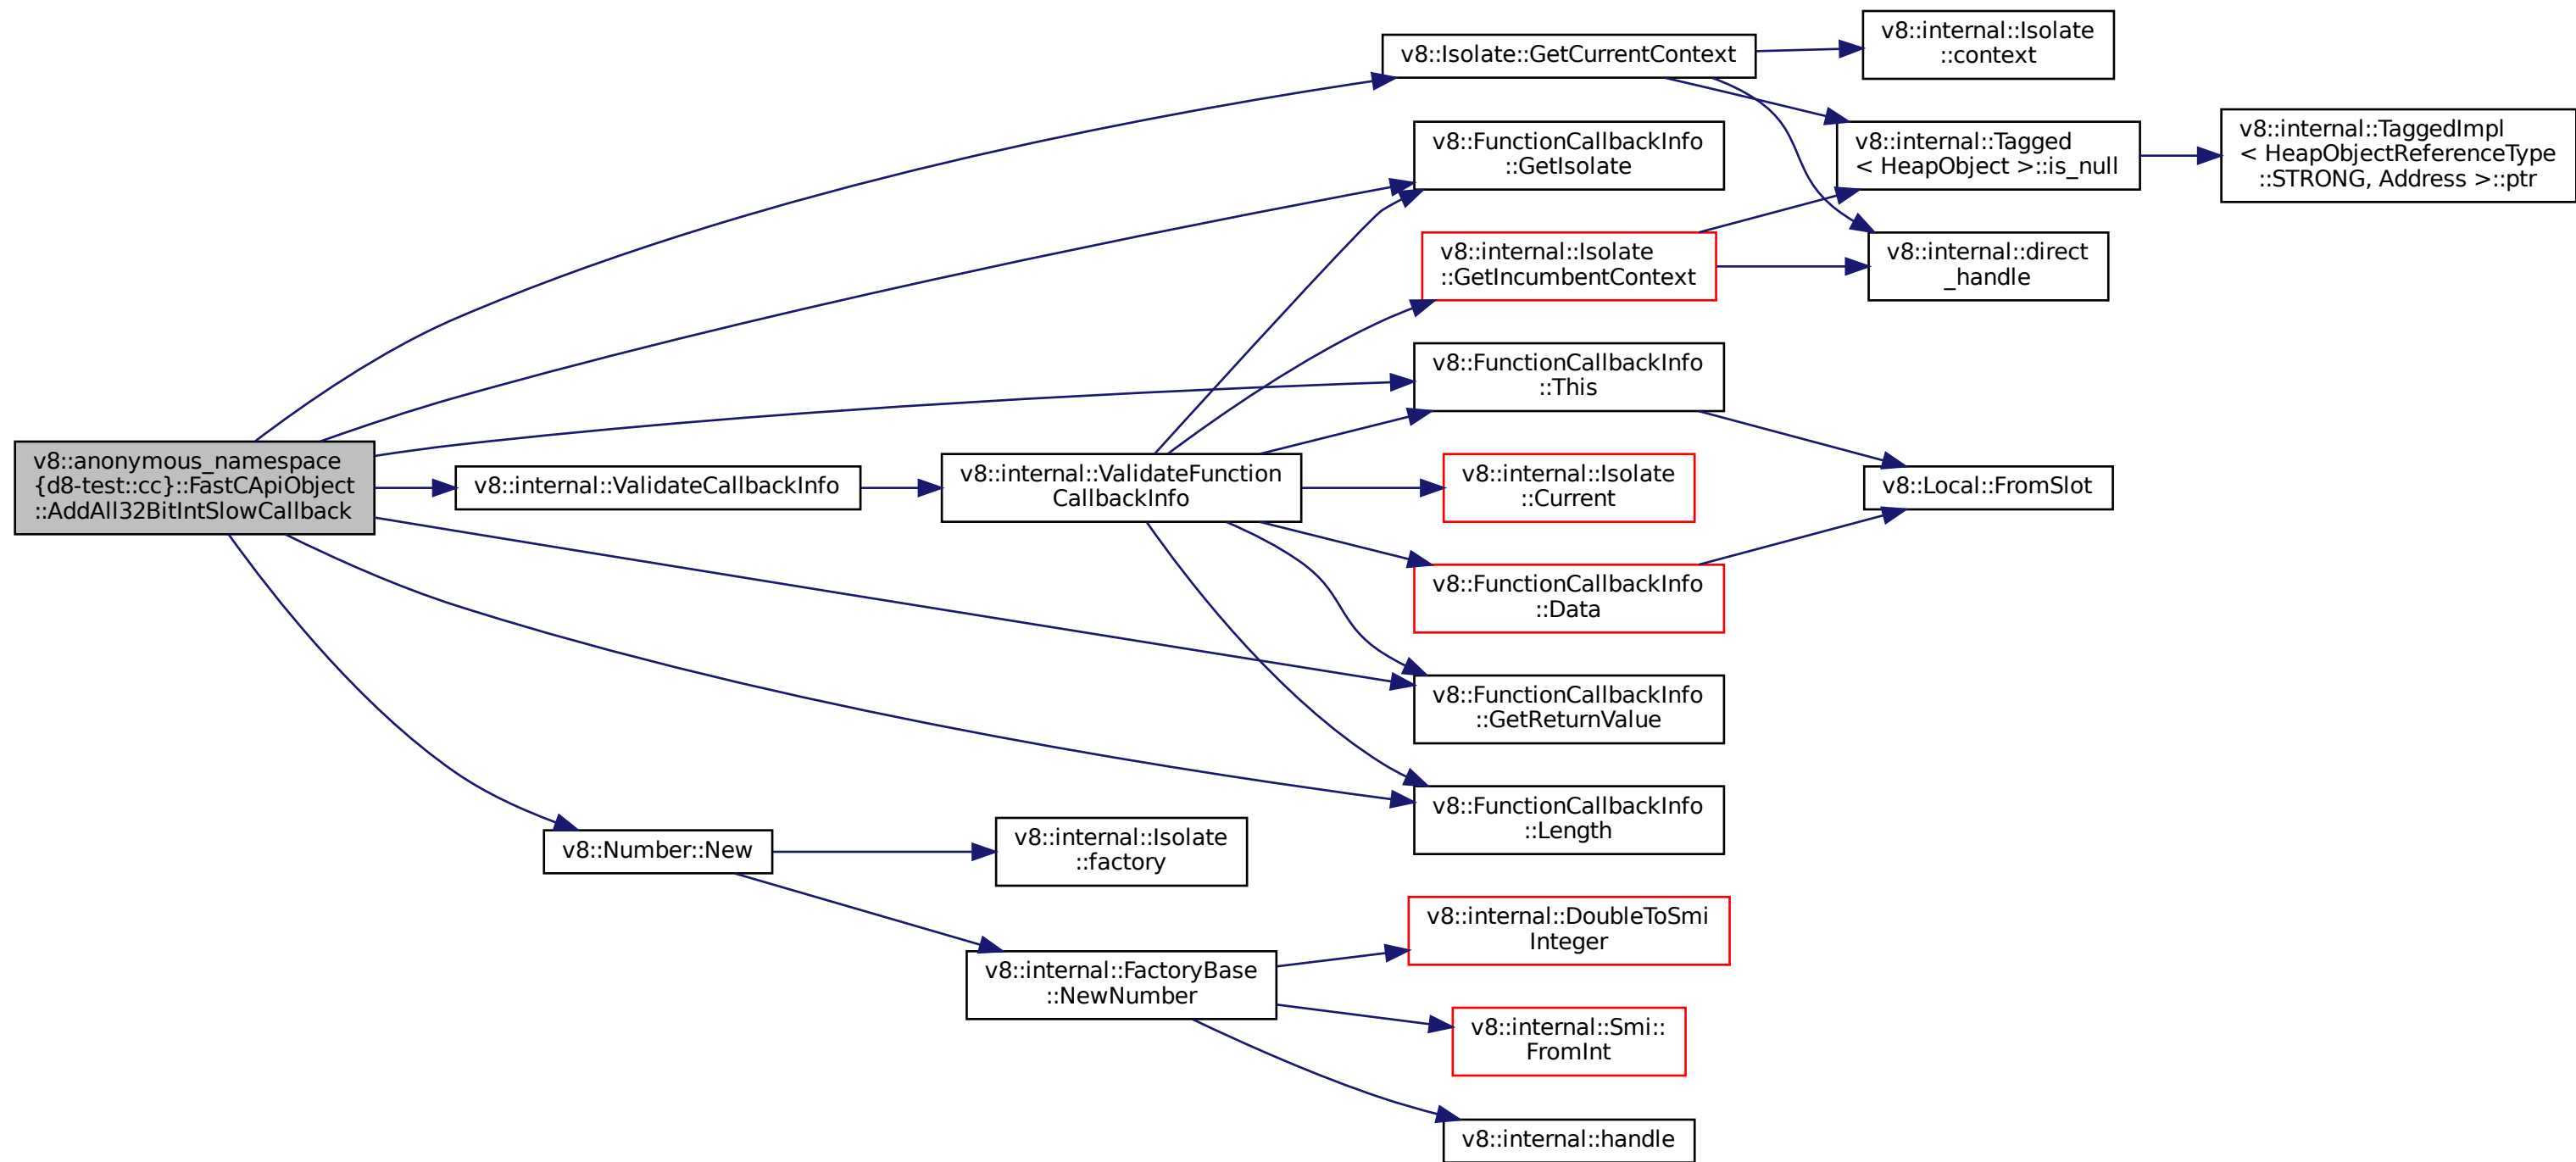 v8::anonymous_namespace
{d8-test::cc}::FastCApiObject
::AddAll32BitIntSlowCallback
v8::internal::ValidateCallbackInfo
v8::Number::New
v8::internal::ValidateFunction
CallbackInfo
v8::internal::Isolate
::factory
v8::internal::FactoryBase
::NewNumber
v8::Isolate::GetCurrentContext
v8::FunctionCallbackInfo
::GetIsolate
v8::internal::Isolate
::GetIncumbentContext
v8::FunctionCallbackInfo
::This
v8::internal::Isolate
::Current
v8::FunctionCallbackInfo
::Data
v8::FunctionCallbackInfo
::GetReturnValue
v8::FunctionCallbackInfo
::Length
v8::internal::DoubleToSmi
Integer
v8::internal::Smi::
FromInt
v8::internal::handle
v8::internal::Isolate
::context
v8::internal::Tagged
< HeapObject >::is_null
v8::internal::direct
_handle
v8::Local::FromSlot
v8::internal::TaggedImpl
< HeapObjectReferenceType
::STRONG, Address >::ptr